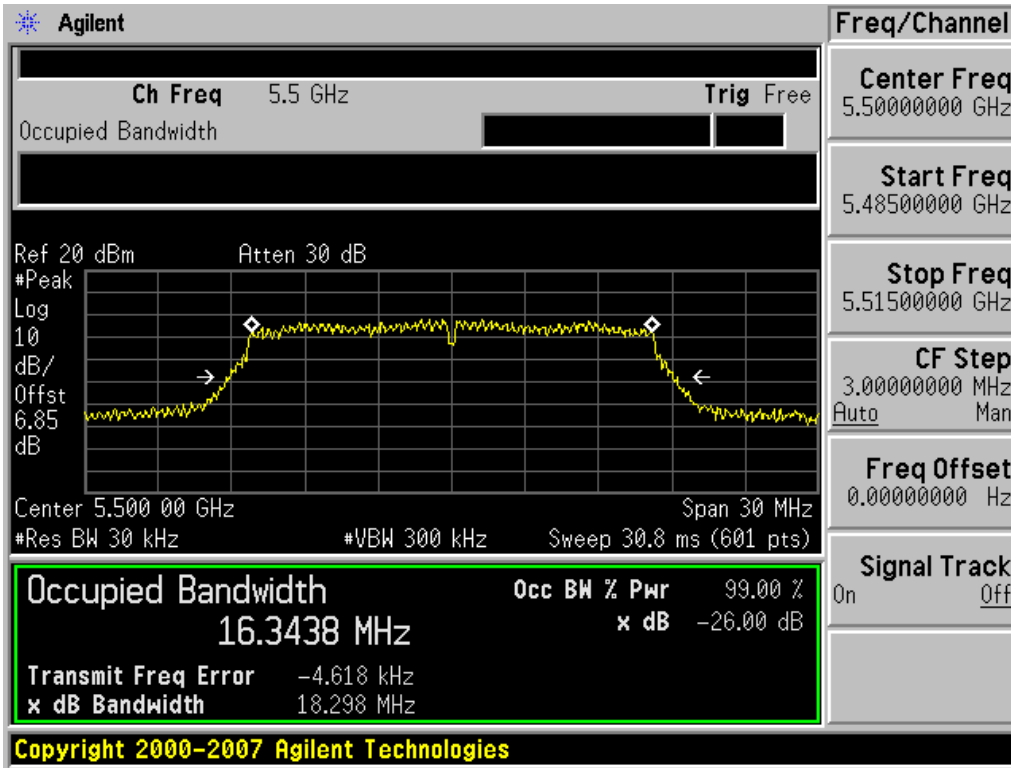 Agilent
Freq/Channel
Ch Freq 5.5 GHz Trig Free
Occupied Bandwidth
Center Freq
5.50000000 GHz
Start Freq
5.48500000 GHz
Stop Freq
5.51500000 GHz
CF Step
3.00000000 MHz
Auto Man
Freq Offset
0.00000000 Hz
Signal Track
On Off
Ref 20 dBm Atten 30 dB
#Peak
Log
10
dB/
Offst
6.85
dB
Center 5.500 00 GHz Span 30 MHz
#Res BW 30 kHz #VBW 300 kHz Sweep 30.8 ms (601 pts)
Occupied Bandwidth Occ BW % Pwr 99.00 %
16.3438 MHz x dB -26.00 dB
Transmit Freq Error -4.618 kHz
x dB Bandwidth 18.298 MHz
Copyright 2000-2007 Agilent Technologies